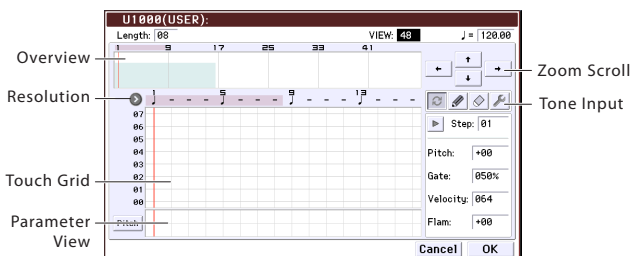 U1000(USER):
Length: 08 VIEW: 48 ♩= 120.00
1 9 17 25 33 41
Overview
Zoom Scroll
Resolution
1 - - - 5 - - - 9 - - - 13 - - -
Tone Input
07
06
05
04
03
02
01
00
Step: 01
Pitch: +00
Gate: 050%
Velocity: 064
Flam: +00
Touch Grid
Parameter
View
Pitch
Cancel OK